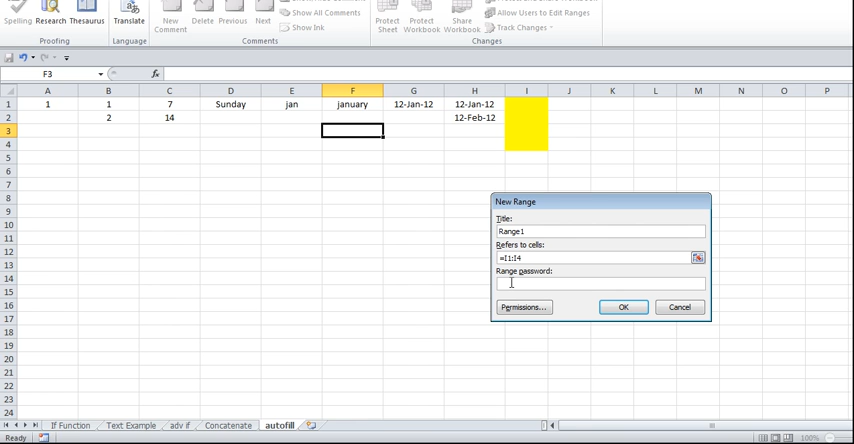 Spelling Research Thesaurus
Proofing
Translate
Language
New Comment
Delete Previous Next
Show All Comments
Show Ink
Comments
Protect Sheet
Protect Workbook
Share Workbook
Allow Users to Edit Ranges
Track Changes
Changes
F3 fx
A B C D E F G H I J K L M N O P
1 1 1 7 Sunday jan january 12-Jan-12 12-Jan-12
2 2 14 12-Feb-12
3
4
5
6
7
8
9
10
11
12
13
14
15
16
17
18
19
20
21
22
23
24
New Range
Title:
Range1
Refers to cells:
=I1:I4
Range password:
Permissions... OK Cancel
If Function Text Example adv if Concatenate autofill
Ready 100%